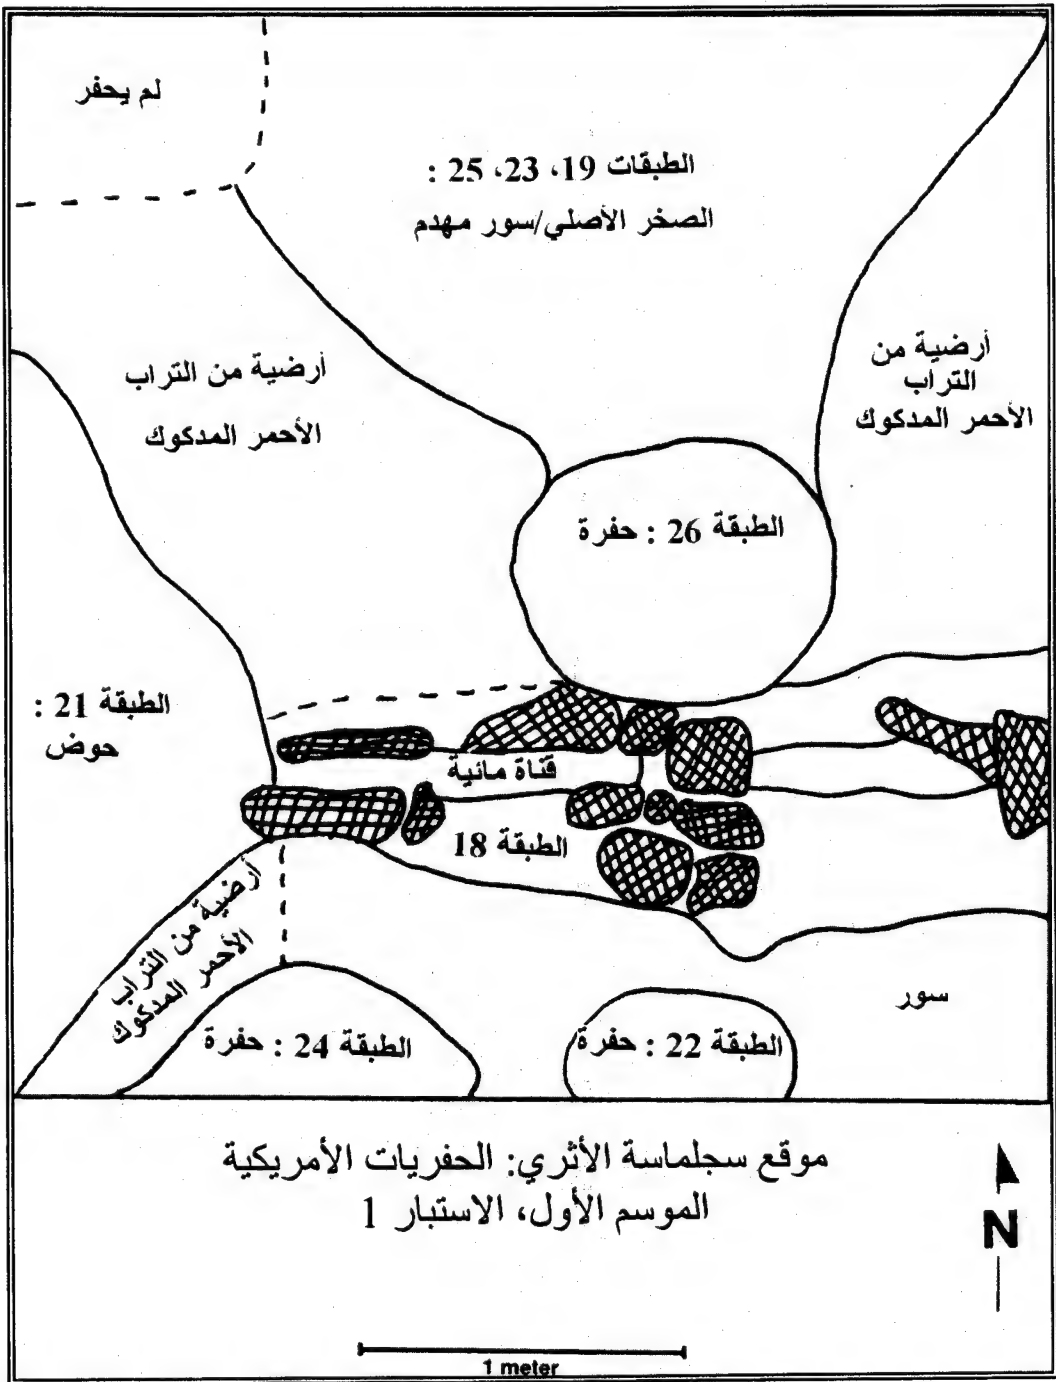 لم يحفر
الطبقات 19، 23، 25 :
الصخر الأصلي/سور مهدم
أرضية من
التراب
الأحمر المدكوك
أرضية من التراب
الأحمر المدكوك
الطبقة 26 : حفرة
الطبقة 21 :
حوض
قناة مائية
الطبقة 18
أرضية من التراب
الأحمر المدكوك
سور
الطبقة 24 : حفرة
الطبقة 22 : حفرة
موقع سجلماسة الأثري: الحفريات الأمريكية
الموسم الأول، الاستبار 1
N
1 meter